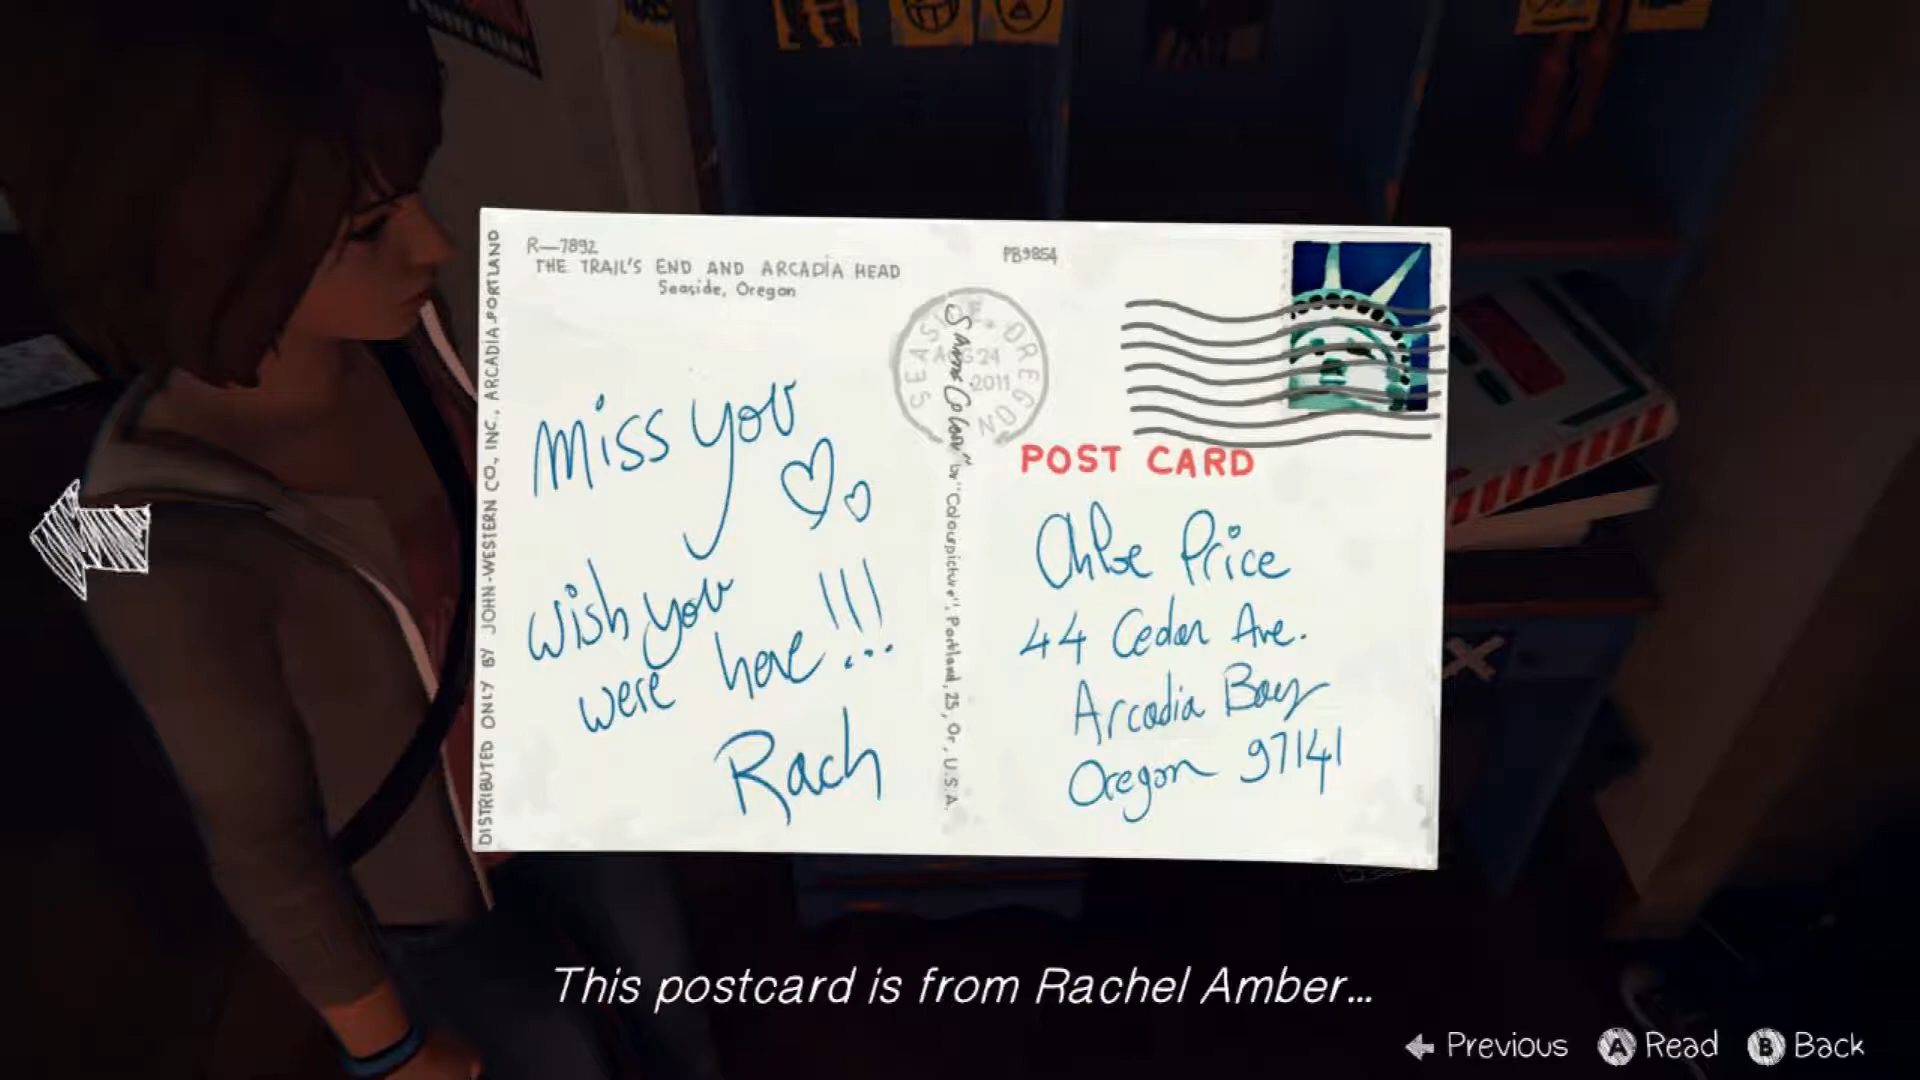 R—7892
THE TRAIL'S END AND ARCADIA HEAD
Seaside, Oregon
PB9854
DISTRIBUTED ONLY BY JOHN-WESTERN CO., INC., ARCADIA-PORTLAND
SEASIDE. OREGON
AUG 24
2011
by "Colourpicture", Portland, 25, Or, U.S.A.
POST CARD
miss you
wish you
were here !!!
Rach
Chloe Price
44 Cedar Ave.
Arcadia Bay
Oregon 97141
This postcard is from Rachel Amber...
Previous
A Read
B Back